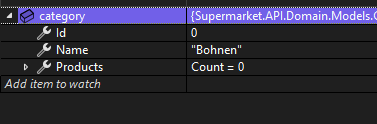 category {Supermarket.API.Domain.Models.C
Id 0
Name "Bohnen"
Products Count = 0
Add item to watch